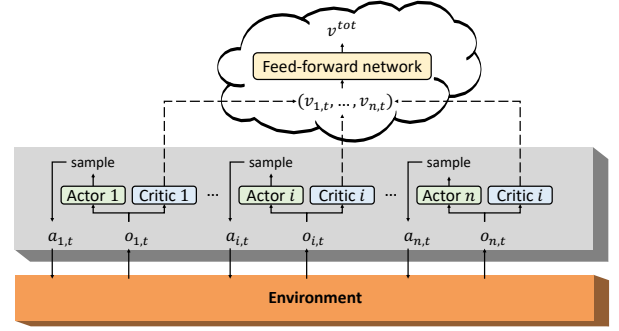 v^{tot}
Feed-forward network
(v_{1,t}, ..., v_{n,t})
sample sample sample
Actor 1 Critic 1 ... Actor i Critic i ... Actor n Critic i
a_{1,t} o_{1,t} a_{i,t} o_{i,t} a_{n,t} o_{n,t}
Environment